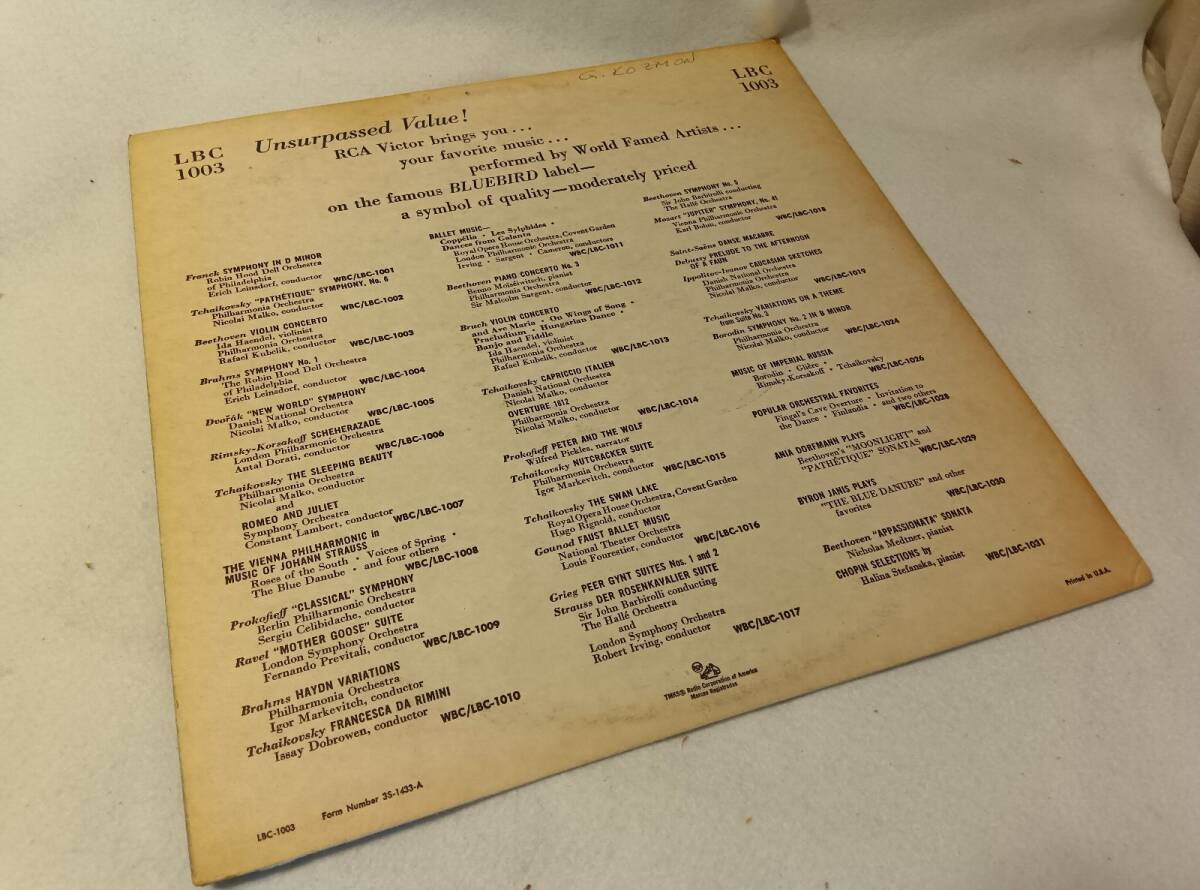 G. KOZMON
LBC
1003
LBC
1003
Unsurpassed Value!
RCA Victor brings you...
your favorite music...
performed by World Famed Artists...
on the famous BLUEBIRD label—
a symbol of quality—moderately priced
Franck SYMPHONY IN D MINOR
Robin Hood Dell Orchestra
of Philadelphia
Erich Leinsdorf, conductor WBC/LBC-1001
Tchaikovsky "PATHÉTIQUE" SYMPHONY, No. 6
Philharmonia Orchestra
Nicolai Malko, conductor WBC/LBC-1002
Beethoven VIOLIN CONCERTO
Ida Haendel, violinist
Philharmonia Orchestra
Rafael Kubelik, conductor WBC/LBC-1003
Brahms SYMPHONY No. 1
The Robin Hood Dell Orchestra
of Philadelphia
Erich Leinsdorf, conductor WBC/LBC-1004
Dvořák "NEW WORLD" SYMPHONY
Danish National Orchestra
Nicolai Malko, conductor WBC/LBC-1005
Rimsky-Korsakoff SCHEHERAZADE
London Philharmonic Orchestra
Antal Dorati, conductor WBC/LBC-1006
Tchaikovsky THE SLEEPING BEAUTY
Philharmonia Orchestra
Nicolai Malko, conductor
and
ROMEO AND JULIET
Symphony Orchestra
Constant Lambert, conductor WBC/LBC-1007
THE VIENNA PHILHARMONIC in
MUSIC OF JOHANN STRAUSS
Roses of the South • Voices of Spring •
The Blue Danube • and four others WBC/LBC-1008
Prokofieff "CLASSICAL" SYMPHONY
Berlin Philharmonic Orchestra
Sergiu Celibidache, conductor
Ravel "MOTHER GOOSE" SUITE
London Symphony Orchestra
Fernando Previtali, conductor WBC/LBC-1009
Brahms HAYDN VARIATIONS
Philharmonia Orchestra
Igor Markevitch, conductor
Tchaikovsky FRANCESCA DA RIMINI
Issay Dobrowen, conductor WBC/LBC-1010
BALLET MUSIC—
Coppélia • Les Sylphides •
Dances from Galanta
Royal Opera House Orchestra, Covent Garden
London Philharmonic Orchestra
Irving • Sargent • Cameron, conductors
WBC/LBC-1011
Beethoven PIANO CONCERTO No. 3
Benno Moiseiwitsch, pianist
Philharmonia Orchestra
Sir Malcolm Sargent, conductor WBC/LBC-1012
Bruch VIOLIN CONCERTO
and Ave Maria • On Wings of Song •
Praeludium • Hungarian Dance •
Banjo and Fiddle
Ida Haendel, violinist
Philharmonia Orchestra
Rafael Kubelik, conductor WBC/LBC-1013
Tchaikovsky CAPRICCIO ITALIEN
Danish National Orchestra
Nicolai Malko, conductor
OVERTURE 1812
Philharmonia Orchestra
Nicolai Malko, conductor WBC/LBC-1014
Prokofieff PETER AND THE WOLF
Wilfred Pickles, narrator
Tchaikovsky NUTCRACKER SUITE
Philharmonia Orchestra
Igor Markevitch, conductor WBC/LBC-1015
Tchaikovsky THE SWAN LAKE
Royal Opera House Orchestra, Covent Garden
Hugo Rignold, conductor
Gounod FAUST BALLET MUSIC
National Theater Orchestra
Louis Fourestier, conductor WBC/LBC-1016
Grieg PEER GYNT SUITES Nos. 1 and 2
Strauss DER ROSENKAVALIER SUITE
Sir John Barbirolli conducting
The Hallé Orchestra
and
London Symphony Orchestra
Robert Irving, conductor WBC/LBC-1017
Beethoven SYMPHONY No. 5
Sir John Barbirolli conducting
The Hallé Orchestra
Mozart "JUPITER" SYMPHONY, No. 41
Vienna Philharmonic Orchestra
Karl Bohm, conductor WBC/LBC-1018
Saint-Saëns DANSE MACABRE
Debussy PRELUDE TO THE AFTERNOON
OF A FAUN
Ippolitov-Ivanov CAUCASIAN SKETCHES
Danish National Orchestra
Philharmonia Orchestra
Nicolai Malko, conductor WBC/LBC-1019
Tchaikovsky VARIATIONS ON A THEME
from Suite No. 3
Borodin SYMPHONY No. 2 IN B MINOR
Philharmonia Orchestra
Nicolai Malko, conductor WBC/LBC-1024
MUSIC OF IMPERIAL RUSSIA
Borodin • Glière •
Rimsky-Korsakoff • Tchaikovsky
WBC/LBC-1026
POPULAR ORCHESTRAL FAVORITES
Fingal's Cave Overture • Invitation to
the Dance • Finlandia • and two others
WBC/LBC-1028
ANIA DORFMANN PLAYS
Beethoven's "MOONLIGHT" and
"PATHÉTIQUE" SONATAS WBC/LBC-1029
BYRON JANIS PLAYS
"THE BLUE DANUBE" and other
favorites WBC/LBC-1030
Beethoven "APPASSIONATA" SONATA
Nicholas Medtner, pianist
CHOPIN SELECTIONS by
Halina Stefanska, pianist WBC/LBC-1031
Printed in U.S.A.
TMKS® Radio Corporation of America
Marcas Registradas
LBC-1003 Form Number 3S-1433-A